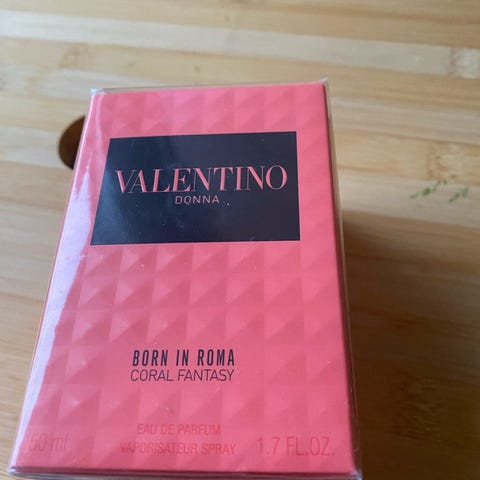 VALENTINO
DONNA
BORN IN ROMA
CORAL FANTASY
EAU DE PARFUM
50 ml VAPORISATEUR SPRAY 1.7 FL.OZ.